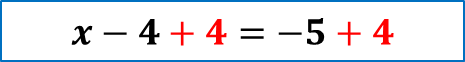 x − 4 + 4 = −5 + 4